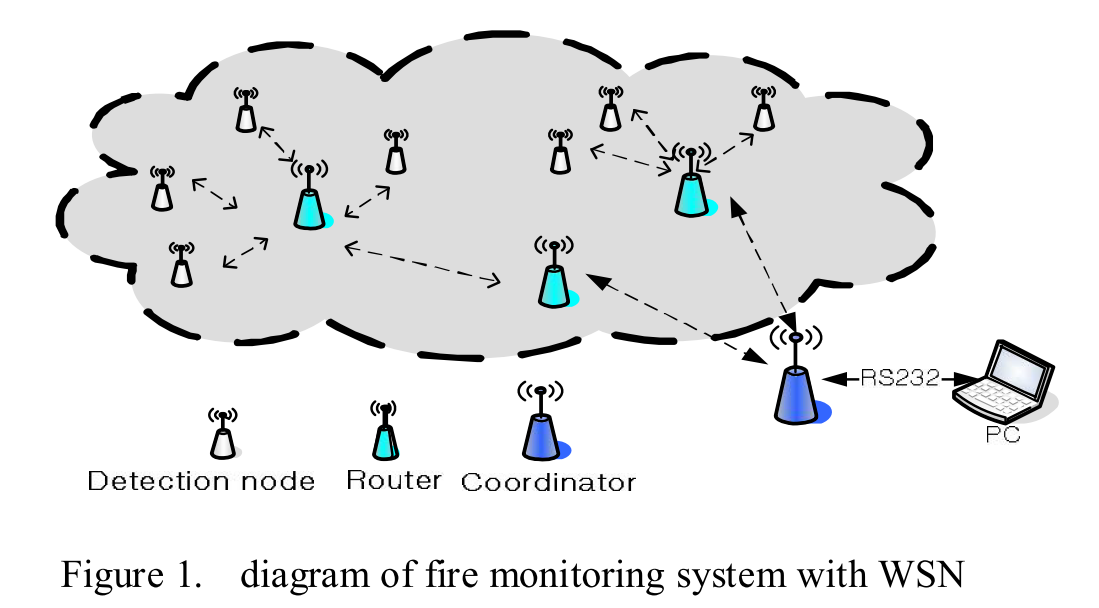 RS232
PC
Detection node Router Coordinator
Figure 1. diagram of fire monitoring system with WSN